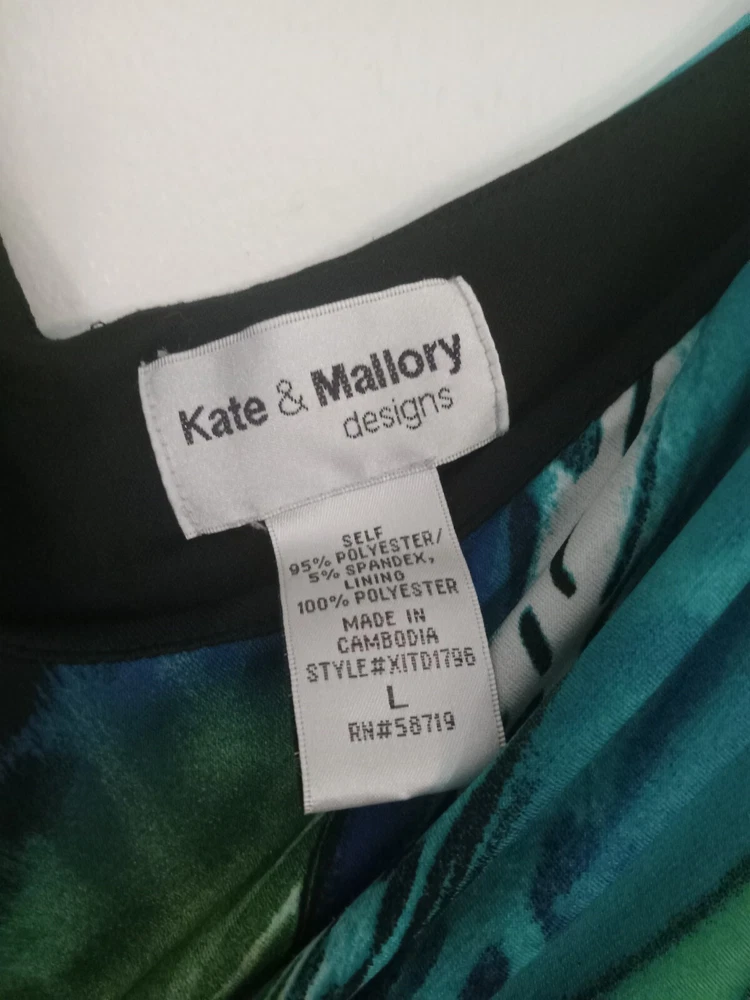 Kate & Mallory
designs
SELF
95% POLYESTER/
5% SPANDEX,
LINING
100% POLYESTER
MADE IN
CAMBODIA
STYLE#XITD1796
L
RN#58719